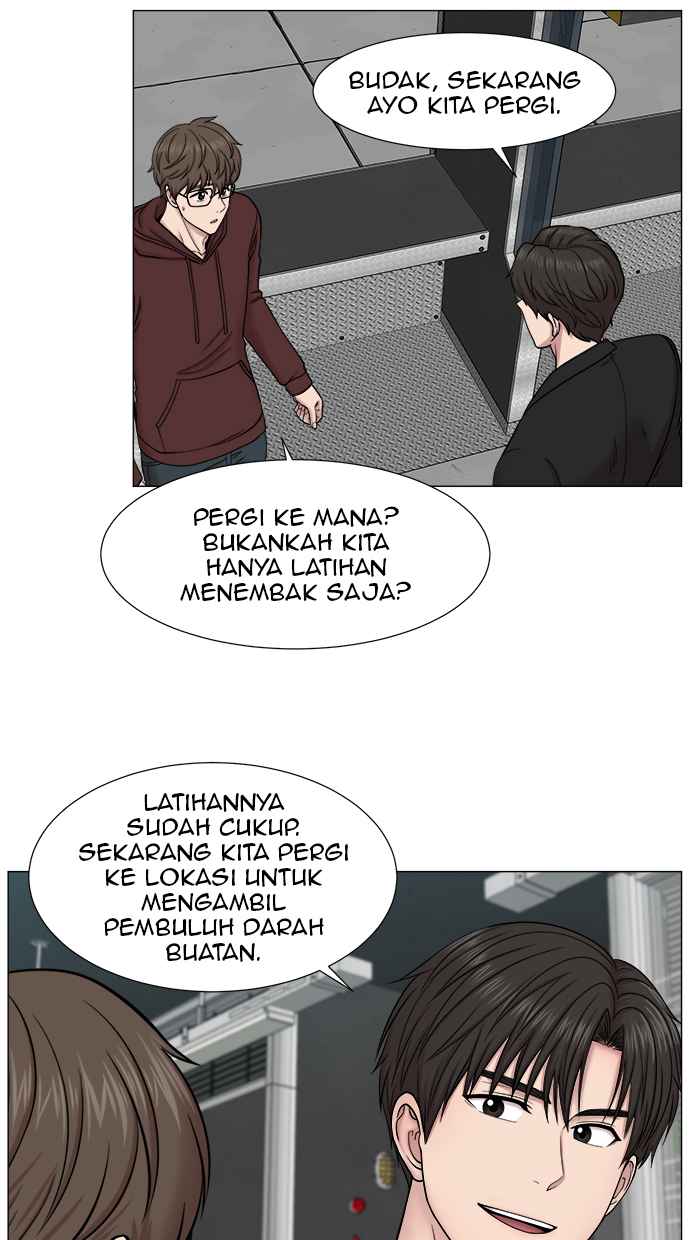 BUDAK, SEKARANG
AYO KITA PERGI.
PERGI KE MANA?
BUKANKAH KITA
HANYA LATIHAN
MENEMBAK SAJA?
LATIHANNYA
SUDAH CUKUP.
SEKARANG KITA PERGI
KE LOKASI UNTUK
MENGAMBIL
PEMBULUH DARAH
BUATAN.